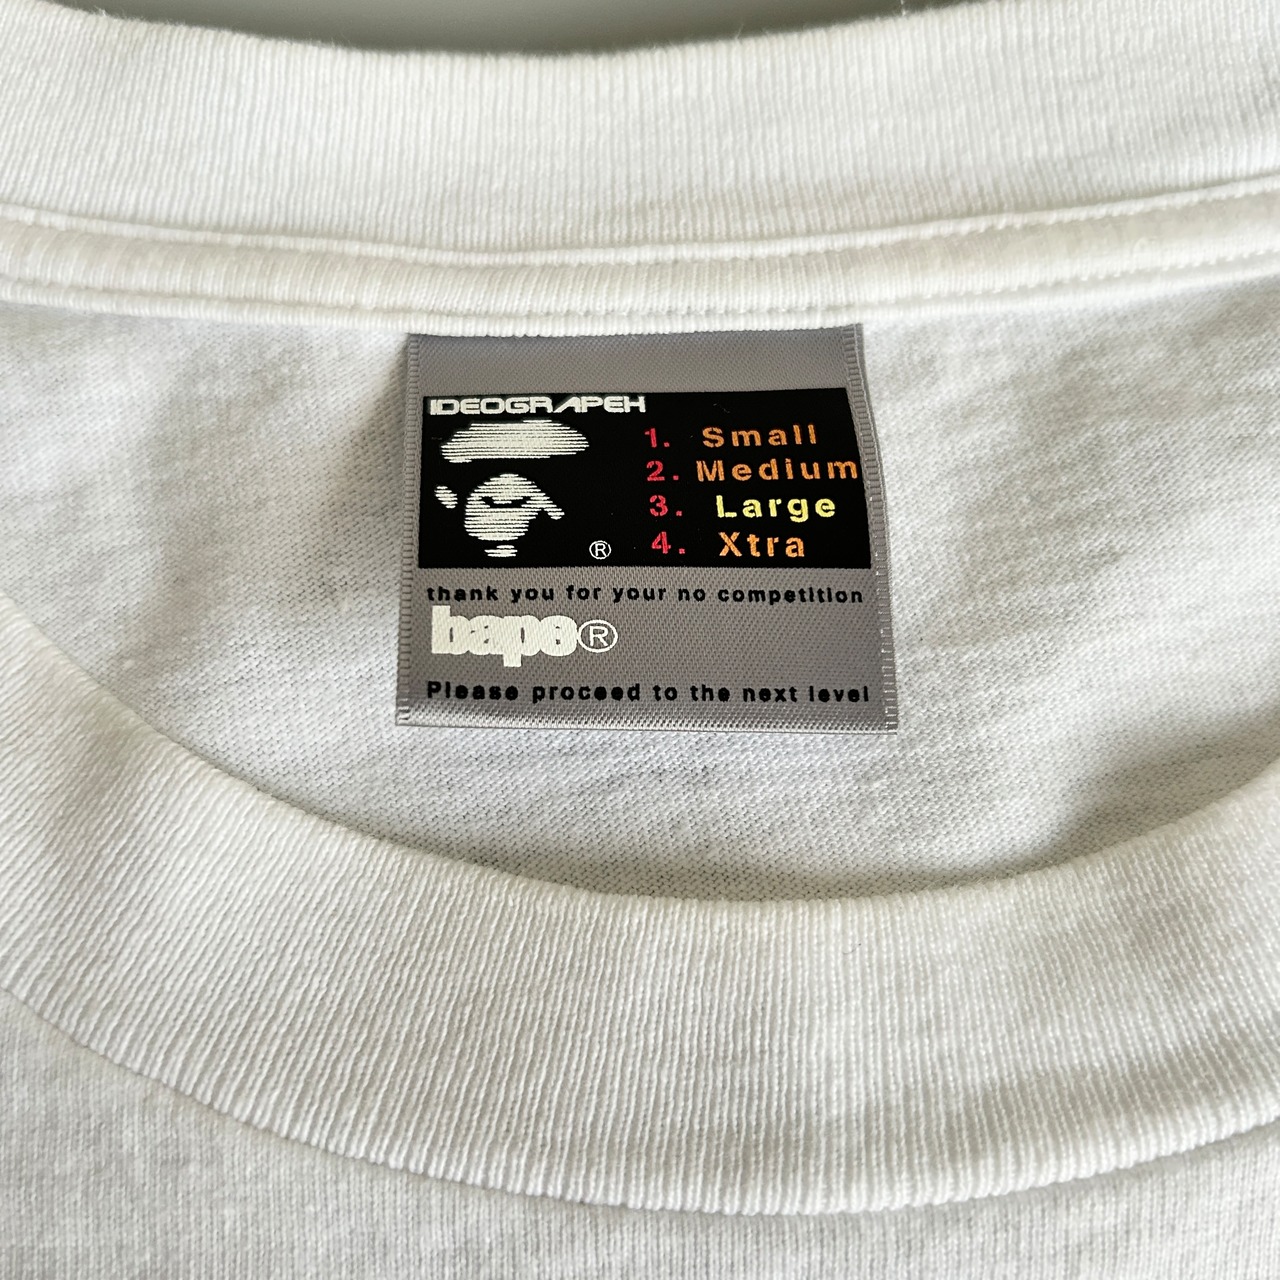 IDEOGRAPEH
1. Small
2. Medium
3. Large
4. Xtra
®
thank you for your no competition
bape®
Please proceed to the next level